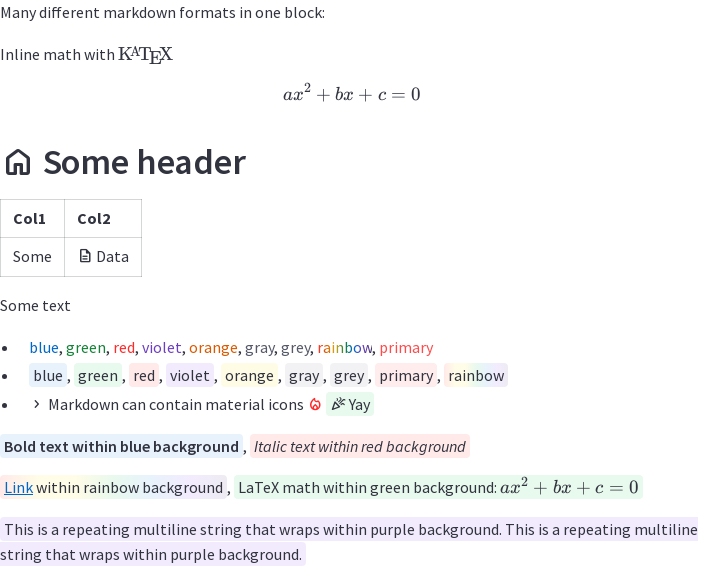 Many different markdown formats in one block:
Inline math with KATEX
ax² + bx + c = 0
Some header
Col1 Col2
Some Data
Some text
blue, green, red, violet, orange, gray, grey, rainbow, primary
blue , green , red , violet , orange , gray , grey , primary , rainbow
Markdown can contain material icons Yay
Bold text within blue background , Italic text within red background
Link within rainbow background , LaTeX math within green background: ax² + bx + c = 0
This is a repeating multiline string that wraps within purple background. This is a repeating multiline
string that wraps within purple background.